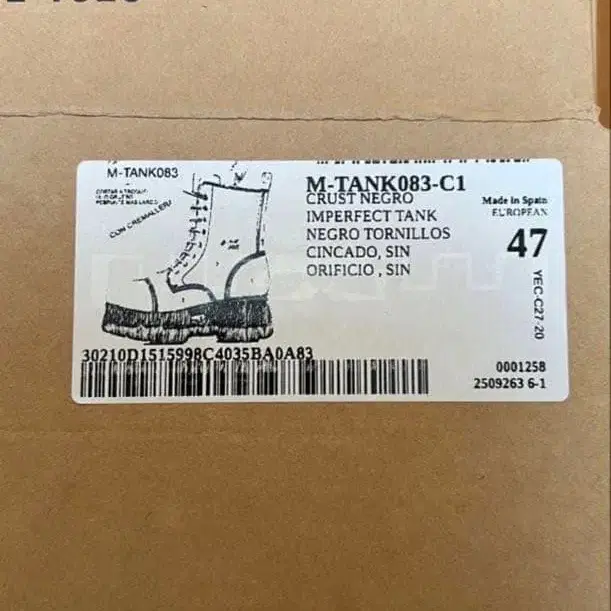 M-TANK083
CON CREMALLERA
M-TANK083-C1
CRUST NEGRO
IMPERFECT TANK
NEGRO TORNILLOS
CINCADO, SIN
ORIFICIO , SIN
Made in Spain
EUROPEAN
47
YEC-C27-20
30210D1515998C4035BA0A83
0001258
2509263 6-1